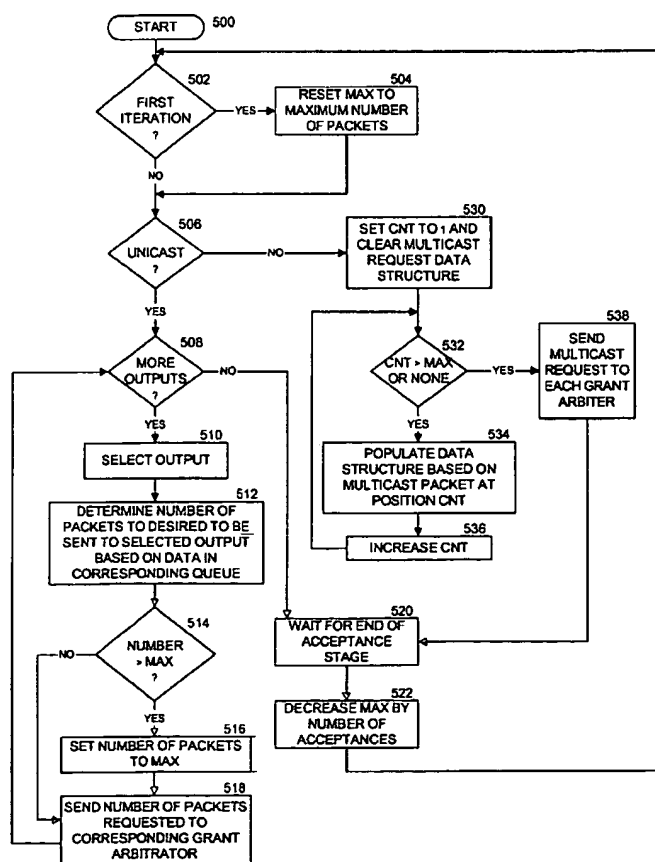 START
500
502
FIRST
ITERATION
?
YES
504
RESET MAX TO
MAXIMUM NUMBER
OF PACKETS
NO
506
UNICAST
?
NO
530
SET CNT TO 1 AND
CLEAR MULTICAST
REQUEST DATA
STRUCTURE
YES
508
MORE
OUTPUTS
?
NO
532
CNT > MAX
OR NONE
YES
538
SEND
MULTICAST
REQUEST TO
EACH GRANT
ARBITER
YES
510
SELECT OUTPUT
YES
534
POPULATE DATA
STRUCTURE BASED ON
MULTICAST PACKET AT
POSITION CNT
512
DETERMINE NUMBER OF
PACKETS TO DESIRED TO BE
SENT TO SELECTED OUTPUT
BASED ON DATA IN
CORRESPONDING QUEUE
536
INCREASE CNT
514
NUMBER
> MAX
?
NO
520
WAIT FOR END OF
ACCEPTANCE
STAGE
YES
516
SET NUMBER OF PACKETS
TO MAX
522
DECREASE MAX BY
NUMBER OF
ACCEPTANCES
518
SEND NUMBER OF PACKETS
REQUESTED TO
CORRESPONDING GRANT
ARBITRATOR